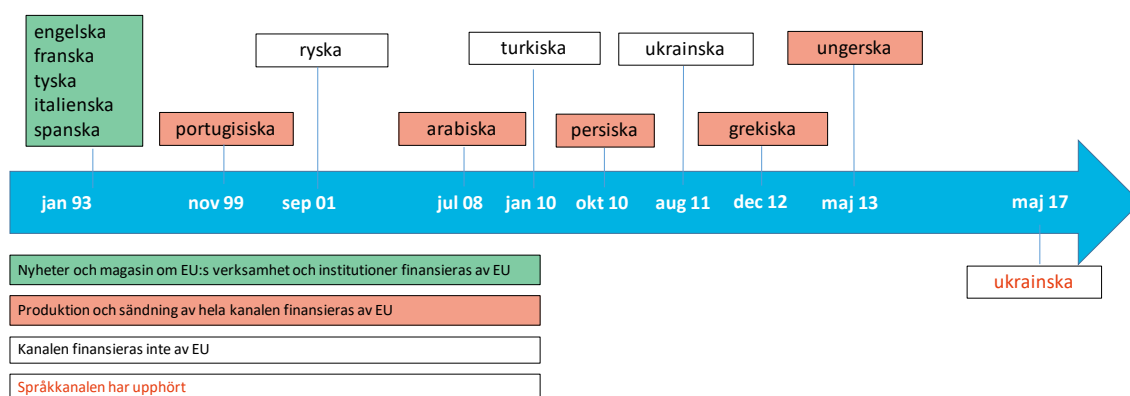 engelska
franska
tyska
italienska
spanska
ryska
turkiska
ukrainska
ungerska
portugisiska
arabiska
persiska
grekiska
jan 93
nov 99
sep 01
jul 08
jan 10
okt 10
aug 11
dec 12
maj 13
maj 17
ukrainska
Nyheter och magasin om EU:s verksamhet och institutioner finansieras av EU
Produktion och sändning av hela kanalen finansieras av EU
Kanalen finansieras inte av EU
Språkkanalen har upphört